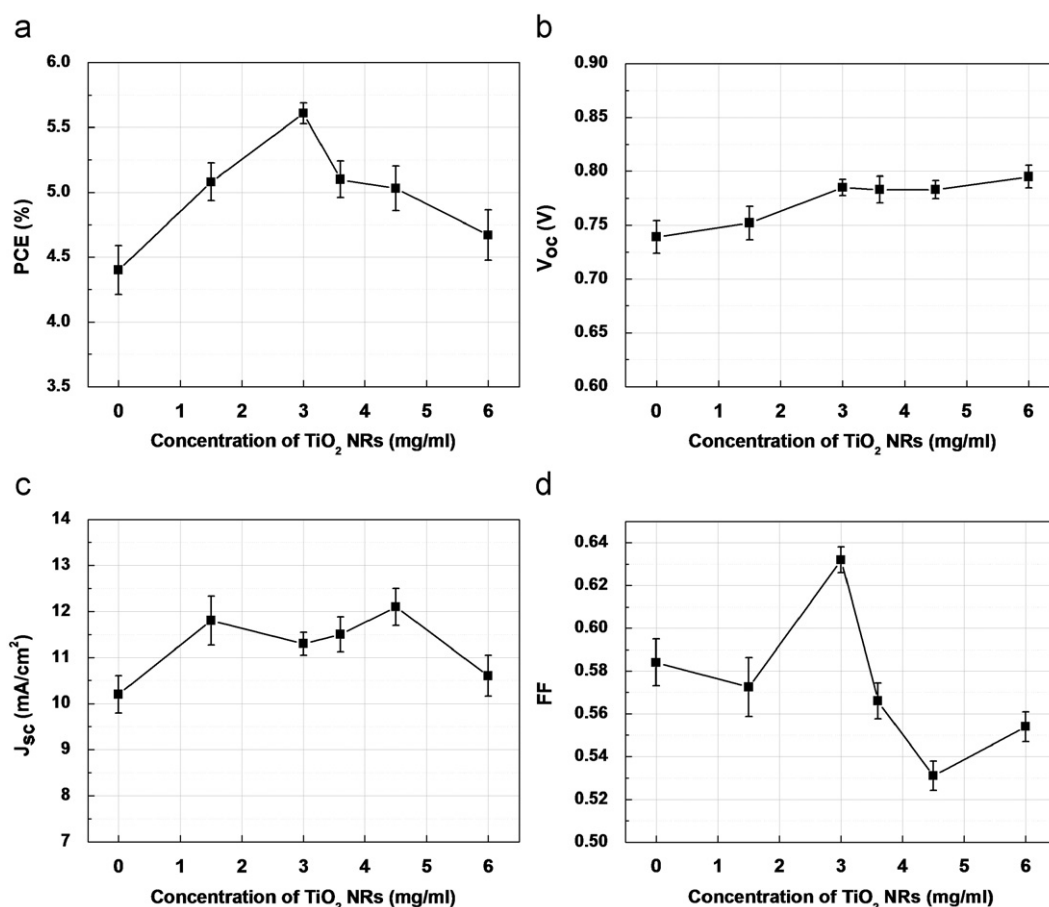 a
PCE (%)
6.0
5.5
5.0
4.5
4.0
3.5
0 1 2 3 4 5 6
Concentration of TiO₂ NRs (mg/ml)
b
V_OC (V)
0.90
0.85
0.80
0.75
0.70
0.65
0.60
0 1 2 3 4 5 6
Concentration of TiO₂ NRs (mg/ml)
c
J_SC (mA/cm²)
14
13
12
11
10
9
8
7
0 1 2 3 4 5 6
Concentration of TiO₂ NRs (mg/ml)
d
FF
0.64
0.62
0.60
0.58
0.56
0.54
0.52
0.50
0 1 2 3 4 5 6
Concentration of TiO₂ NRs (mg/ml)